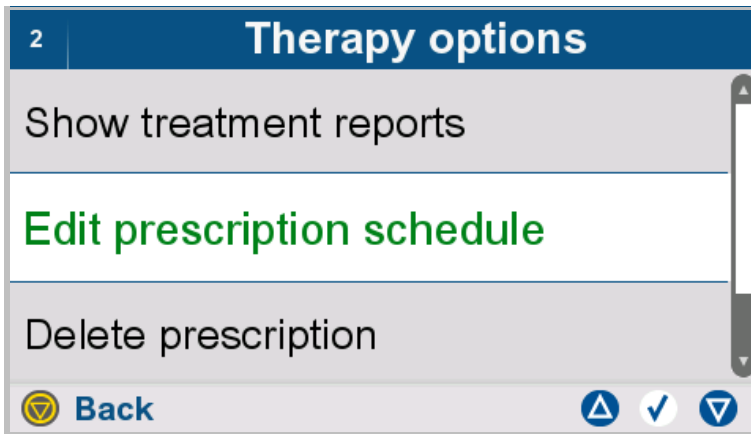 2
Therapy options
Show treatment reports
Edit prescription schedule
Delete prescription
Back